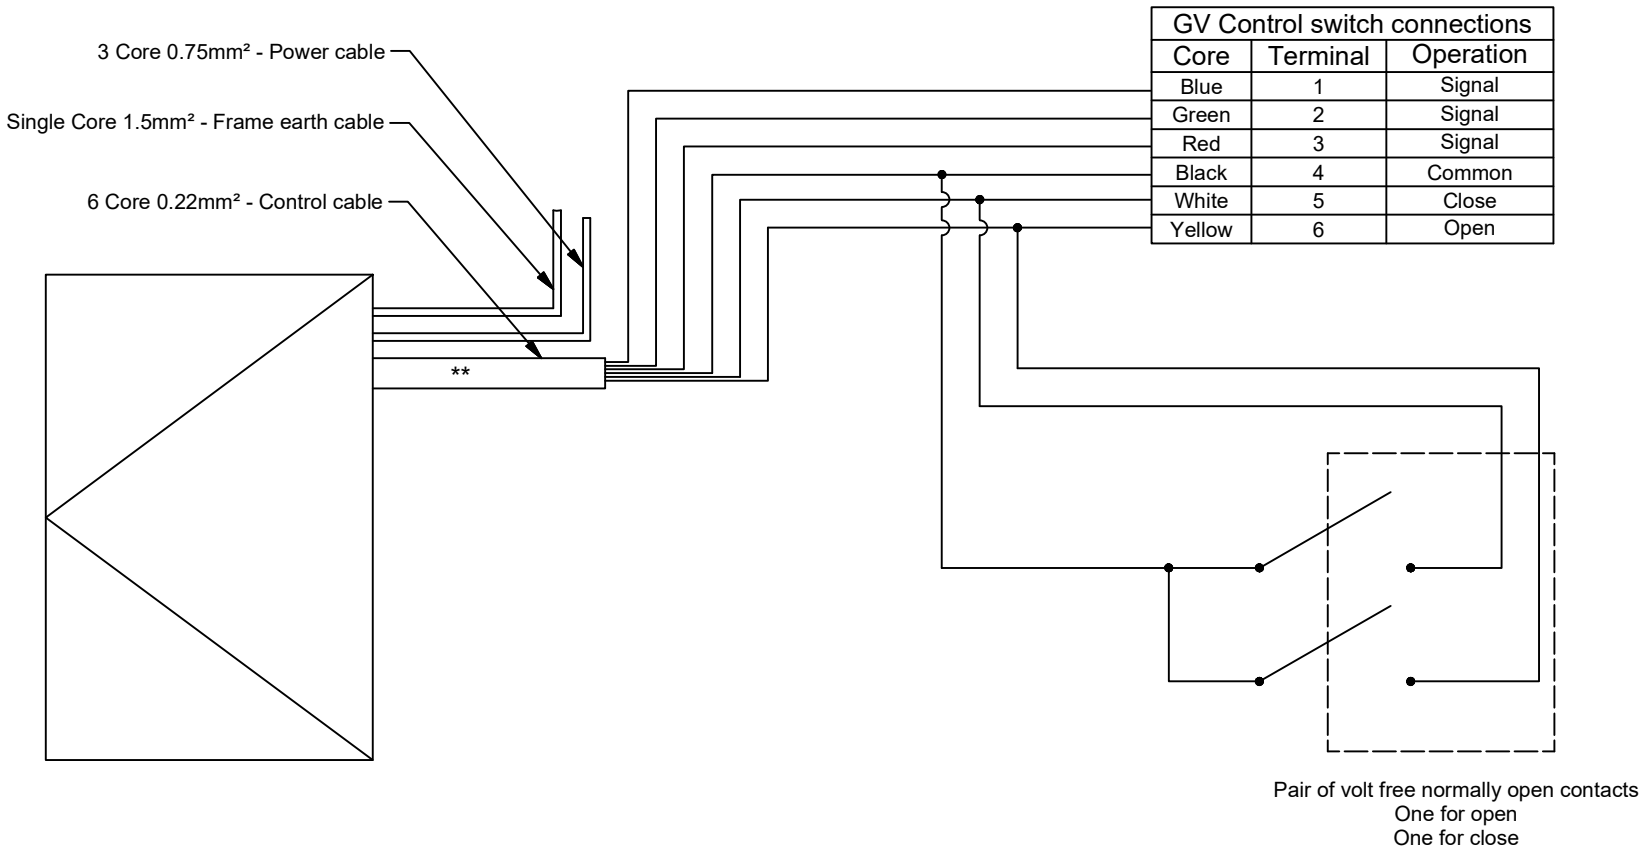 3 Core 0.75mm² - Power cable
Single Core 1.5mm² - Frame earth cable
6 Core 0.22mm² - Control cable
**
GV Control switch connections
Core Terminal Operation
Blue 1 Signal
Green 2 Signal
Red 3 Signal
Black 4 Common
White 5 Close
Yellow 6 Open
Pair of volt free normally open contacts
One for open
One for close